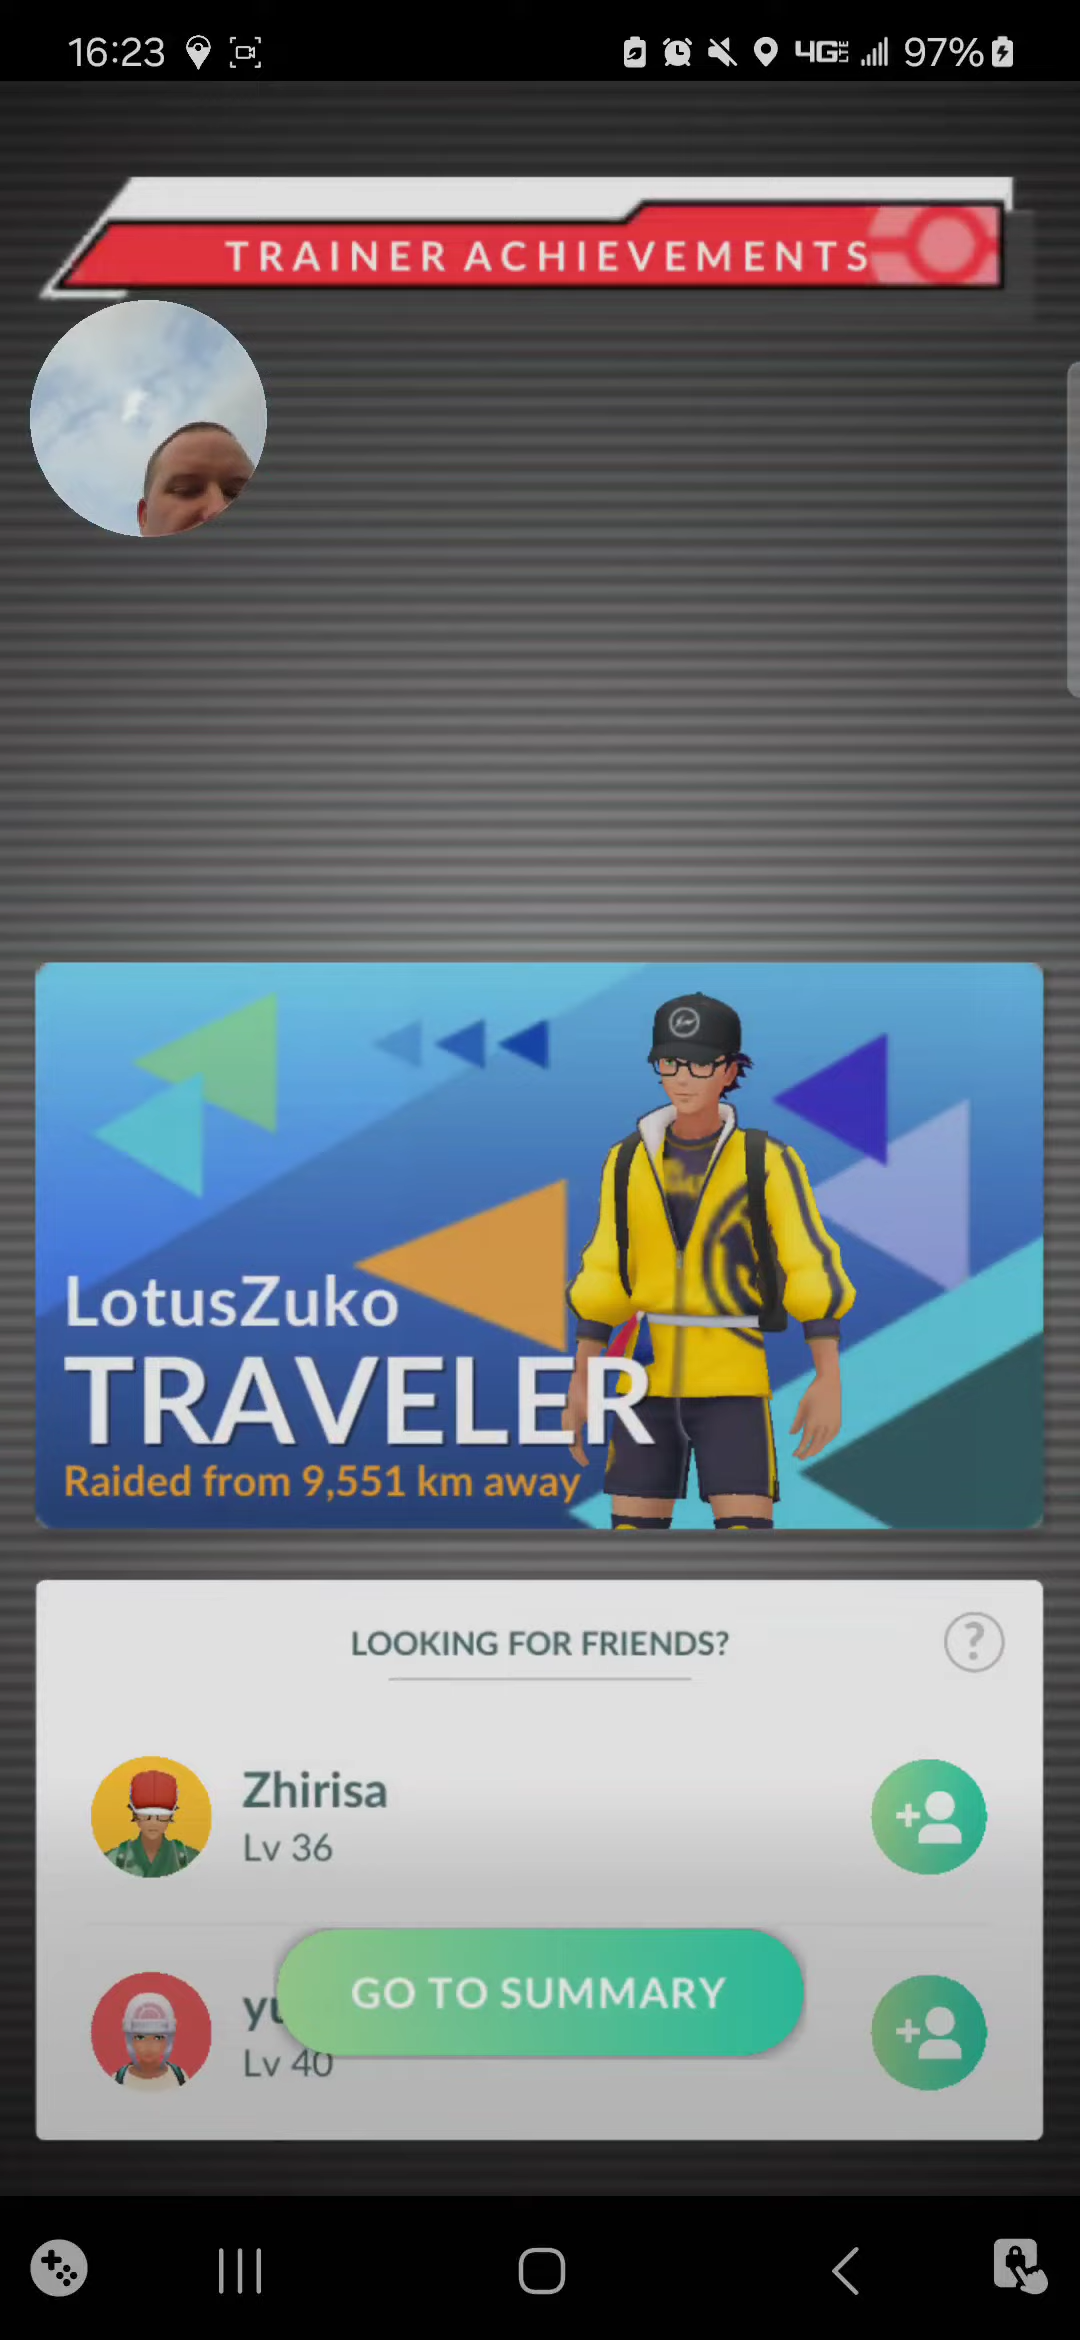 16:23 4G LTE 97%
TRAINER ACHIEVEMENTS
LotusZuko
TRAVELER
Raided from 9,551 km away
LOOKING FOR FRIENDS?
?
Zhirisa
Lv 36
GO TO SUMMARY
Lv 40